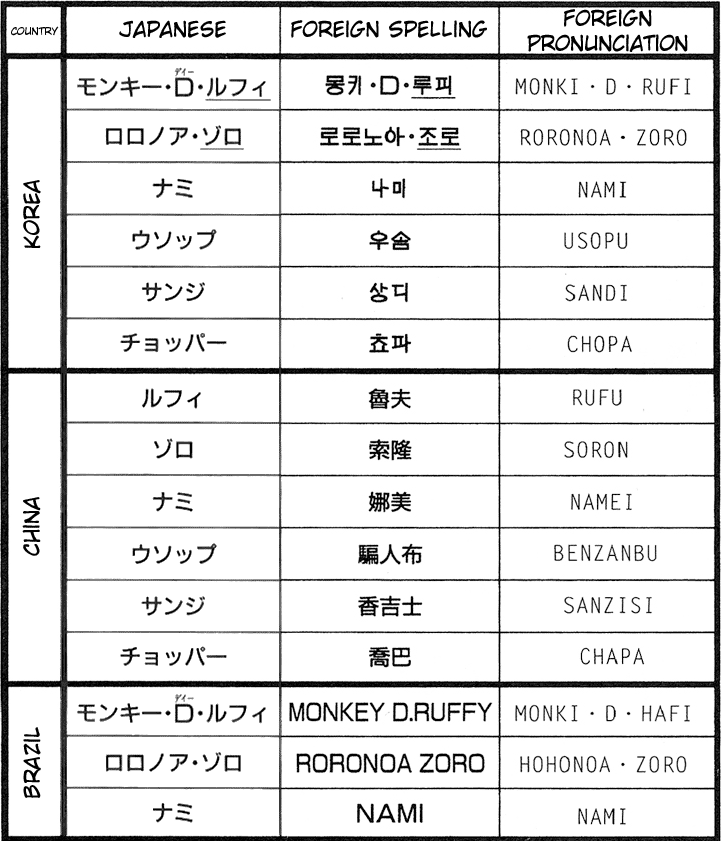 COUNTRY JAPANESE FOREIGN SPELLING FOREIGN PRONUNCIATION
KOREA
ディー
モンキー・D・ルフィ 몽키・D・루피 MONKI・D・RUFI
ロロノア・ゾロ 로로노아・조로 RORONOA・ZORO
ナミ 나미 NAMI
ウソップ 우솝 USOPU
サンジ 상디 SANDI
チョッパー 쵸파 CHOPA
CHINA
ルフィ 魯夫 RUFU
ゾロ 索隆 SORON
ナミ 娜美 NAMEI
ウソップ 騙人布 BENZANBU
サンジ 香吉士 SANZISI
チョッパー 喬巴 CHAPA
BRAZIL
ディー
モンキー・D・ルフィ MONKEY D.RUFFY MONKI・D・HAFI
ロロノア・ゾロ RORONOA ZORO HOHONOA・ZORO
ナミ NAMI NAMI